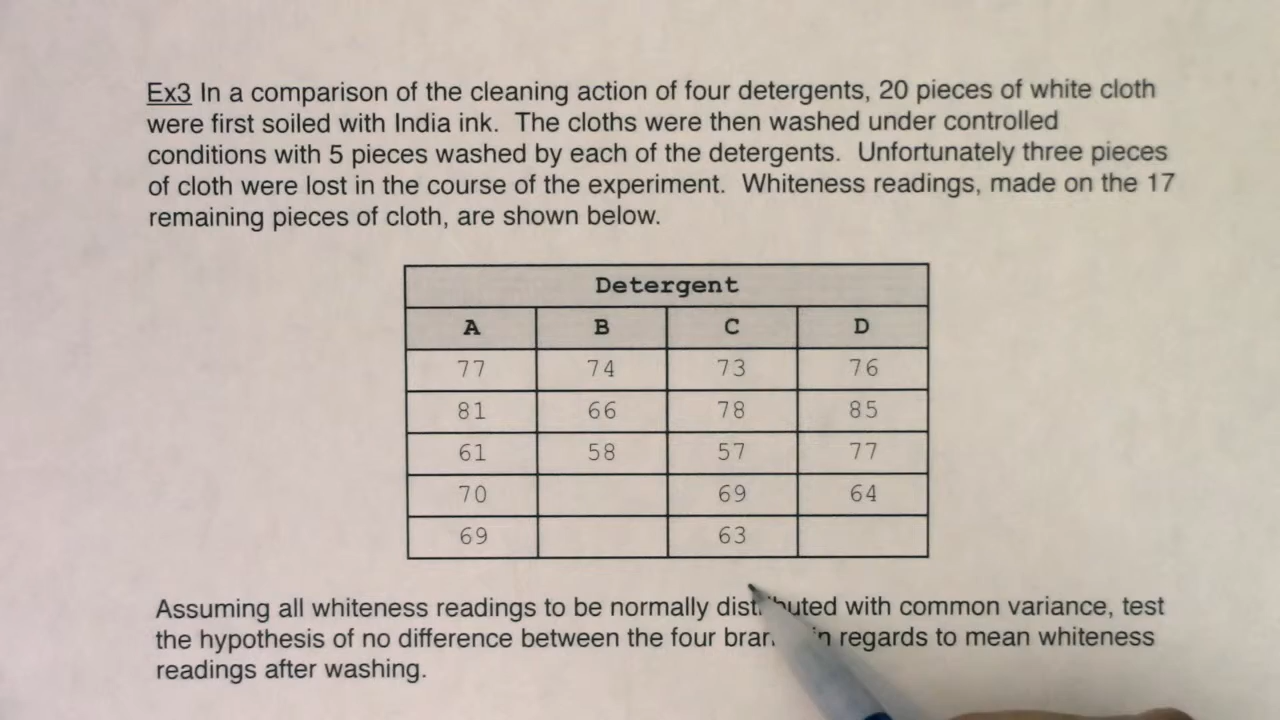 Ex3 In a comparison of the cleaning action of four detergents, 20 pieces of white cloth
were first soiled with India ink. The cloths were then washed under controlled
conditions with 5 pieces washed by each of the detergents. Unfortunately three pieces
of cloth were lost in the course of the experiment. Whiteness readings, made on the 17
remaining pieces of cloth, are shown below.
Detergent
A B C D
77 74 73 76
81 66 78 85
61 58 57 77
70 69 64
69 63
Assuming all whiteness readings to be normally distributed with common variance, test
the hypothesis of no difference between the four in regards to mean whiteness
readings after washing.